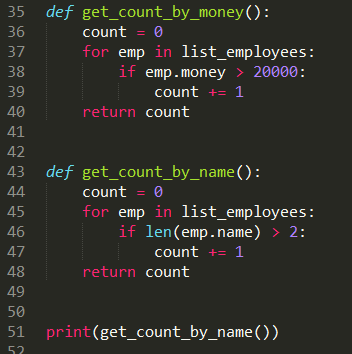 35 def get_count_by_money():
36     count = 0
37     for emp in list_employees:
38         if emp.money > 20000:
39             count += 1
40     return count
41
42
43 def get_count_by_name():
44     count = 0
45     for emp in list_employees:
46         if len(emp.name) > 2:
47             count += 1
48     return count
49
50
51 print(get_count_by_name())
52